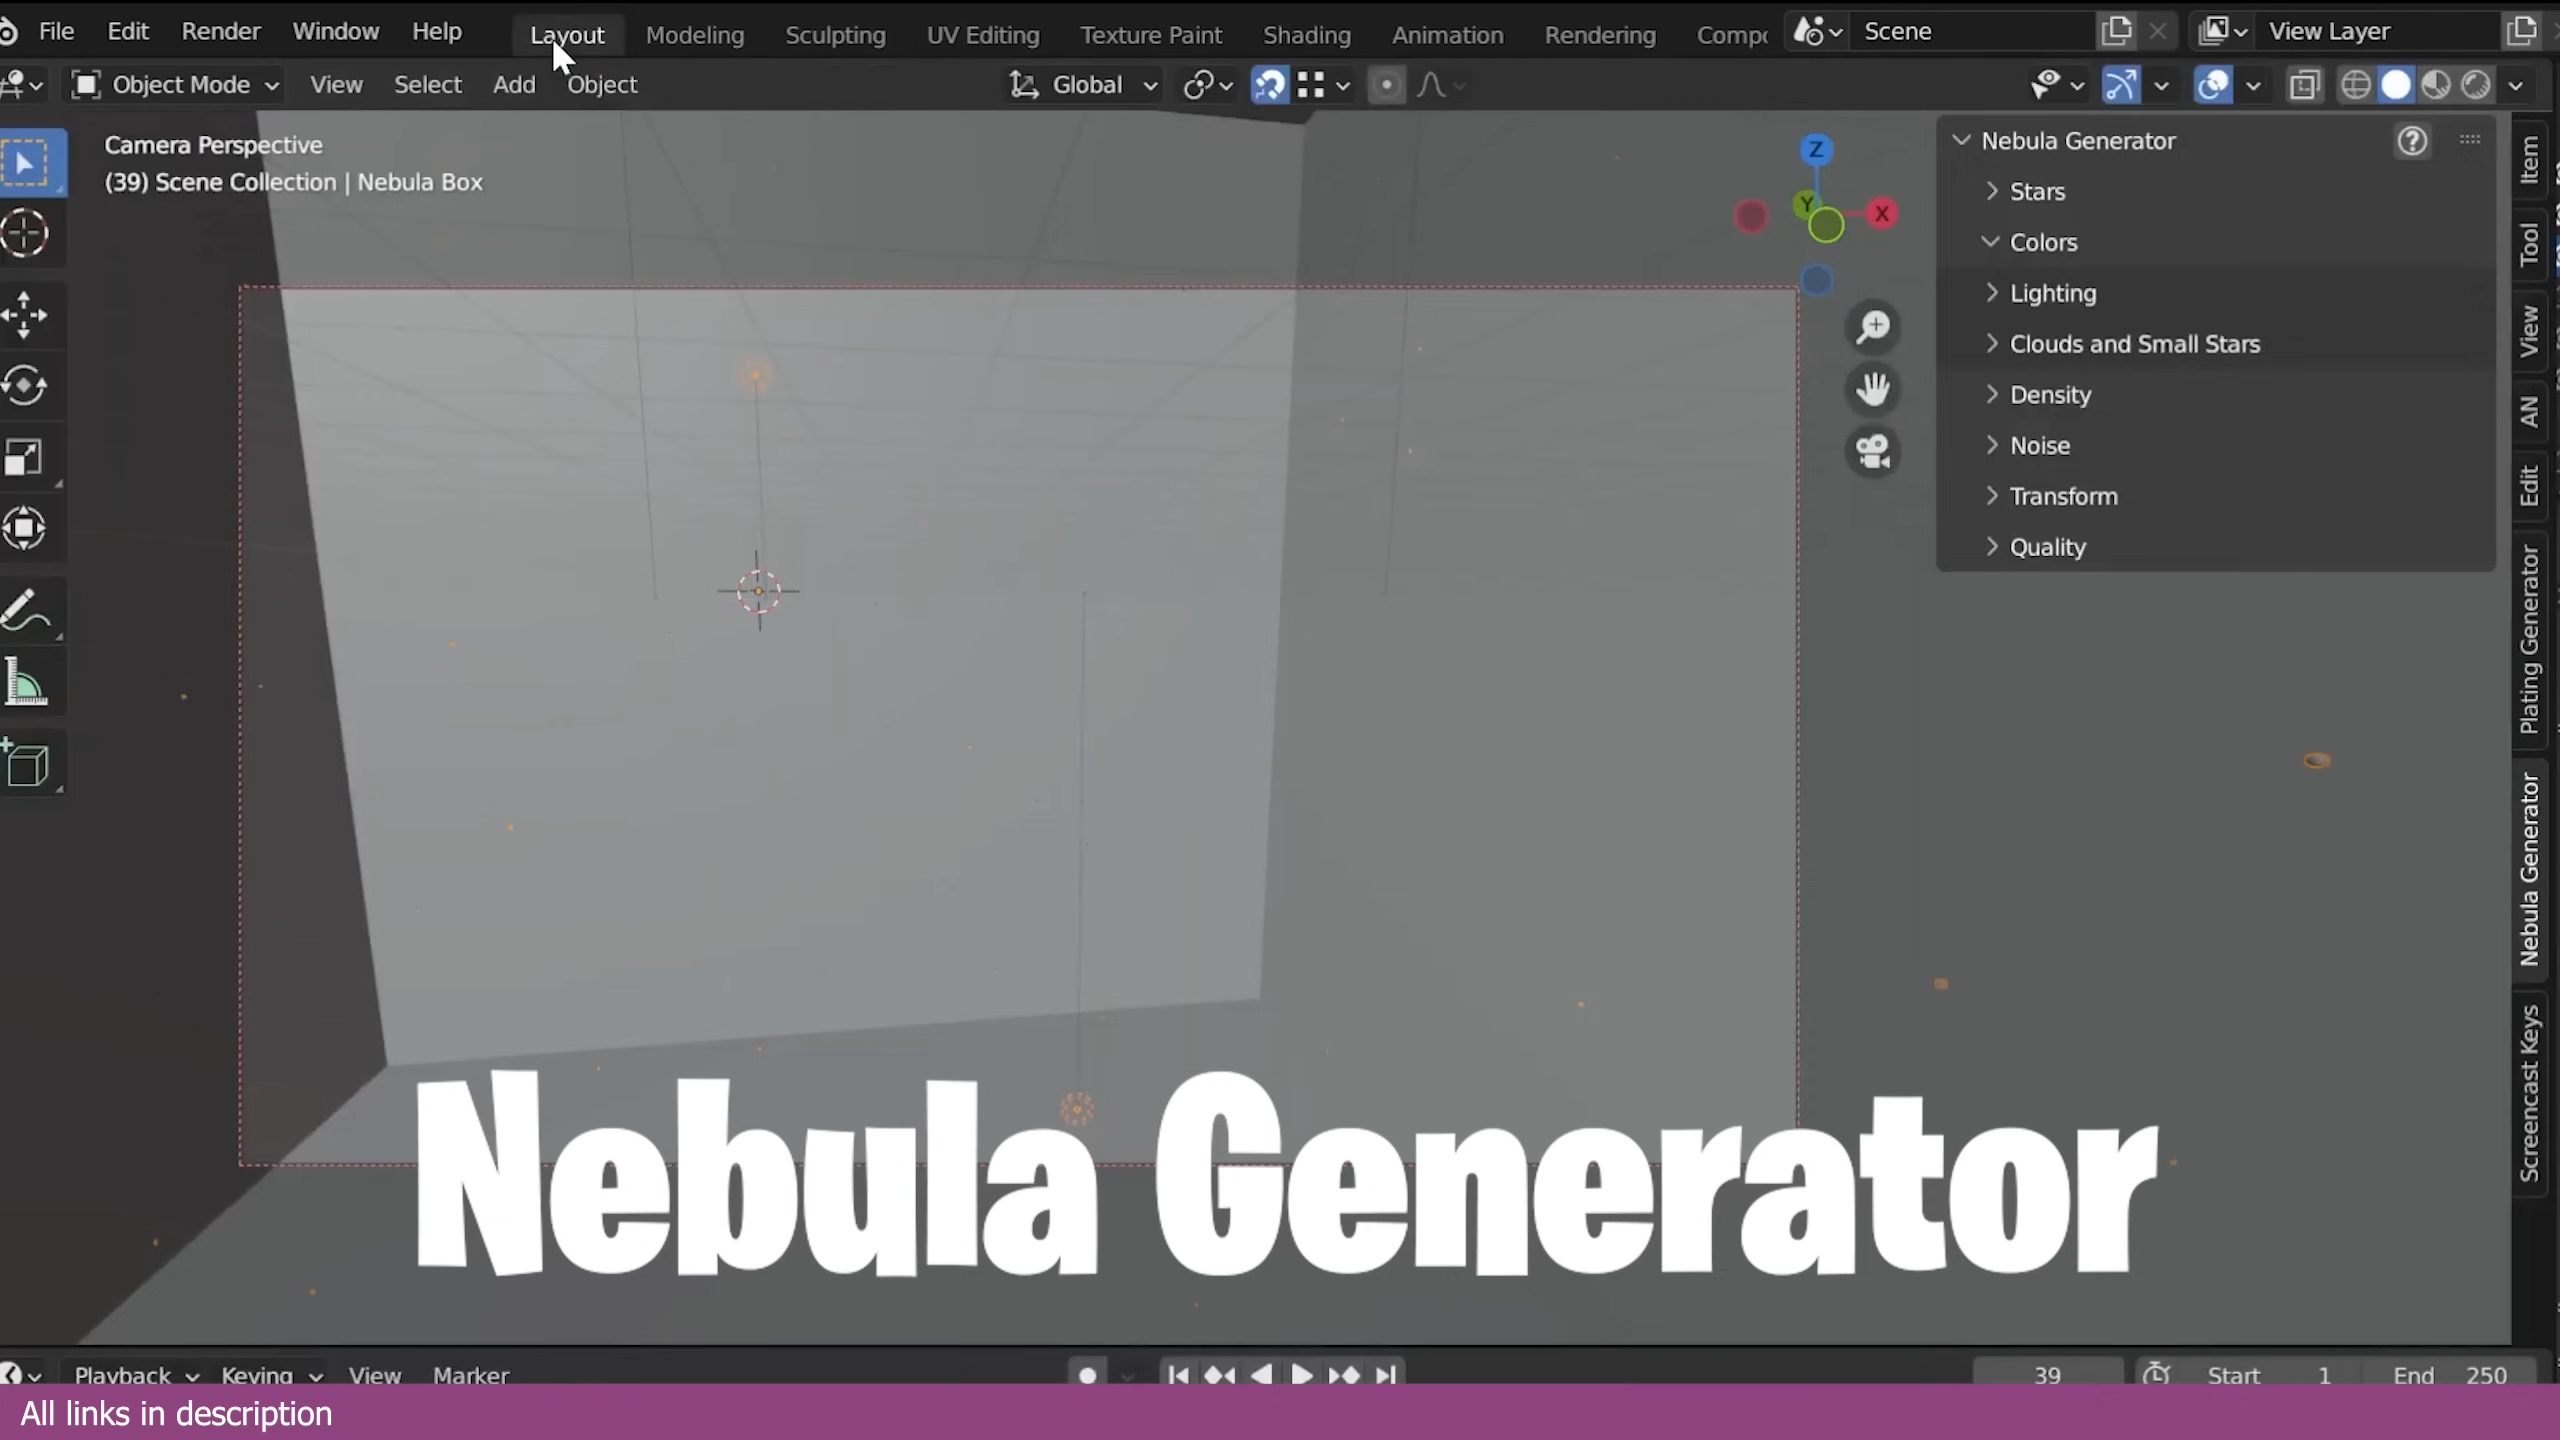 File Edit Render Window Help Layout Modeling Sculpting UV Editing Texture Paint Shading Animation Rendering Compo Scene View Layer
Object Mode View Select Add Object Global
Camera Perspective
(39) Scene Collection | Nebula Box
Z
Y
X
Nebula Generator
?
Stars
Colors
Lighting
Clouds and Small Stars
Density
Noise
Transform
Quality
Item
Tool
View
AN
Edit
Plating Generator
Nebula Generator
Screencast Keys
Nebula Generator
Playback Keying View Marker 39 Start 1 End 250
All links in description